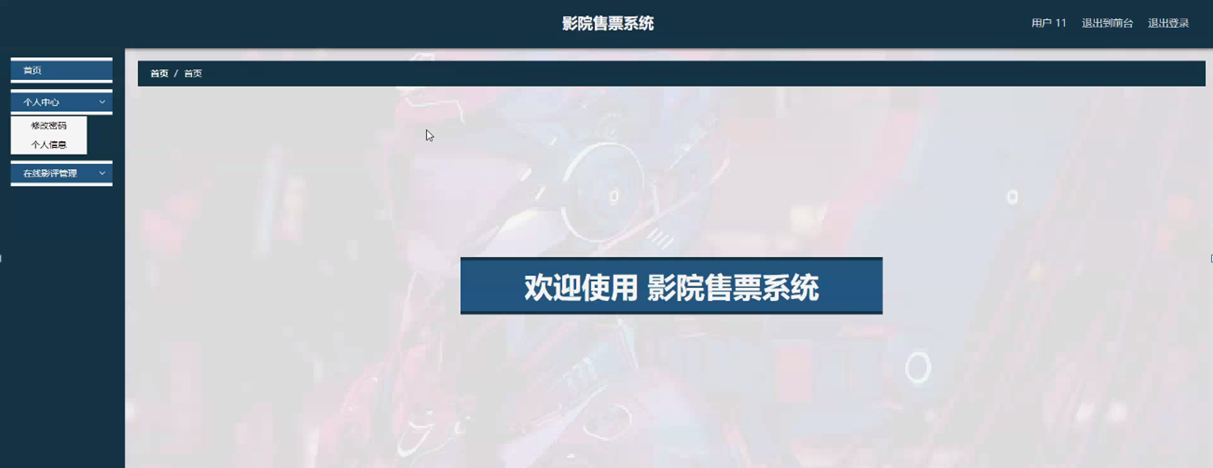 影院售票系统
用户 11 退出到前台 退出登录
首页
首页 / 首页
个人中心
修改密码
个人信息
在线影评管理
欢迎使用 影院售票系统